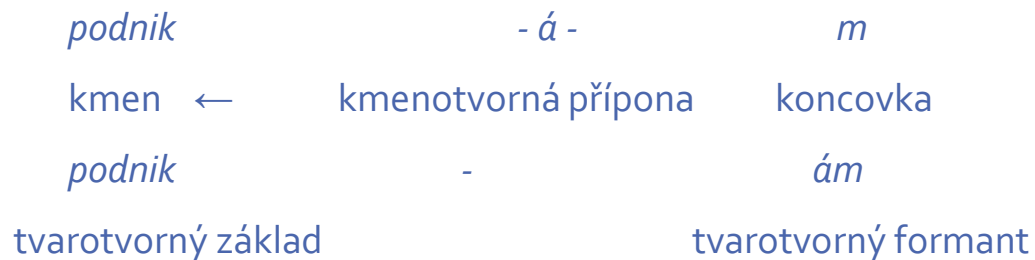 podnik - á - m
kmen ← kmenotvorná přípona koncovka
podnik - ám
tvarotvorný základ tvarotvorný formant